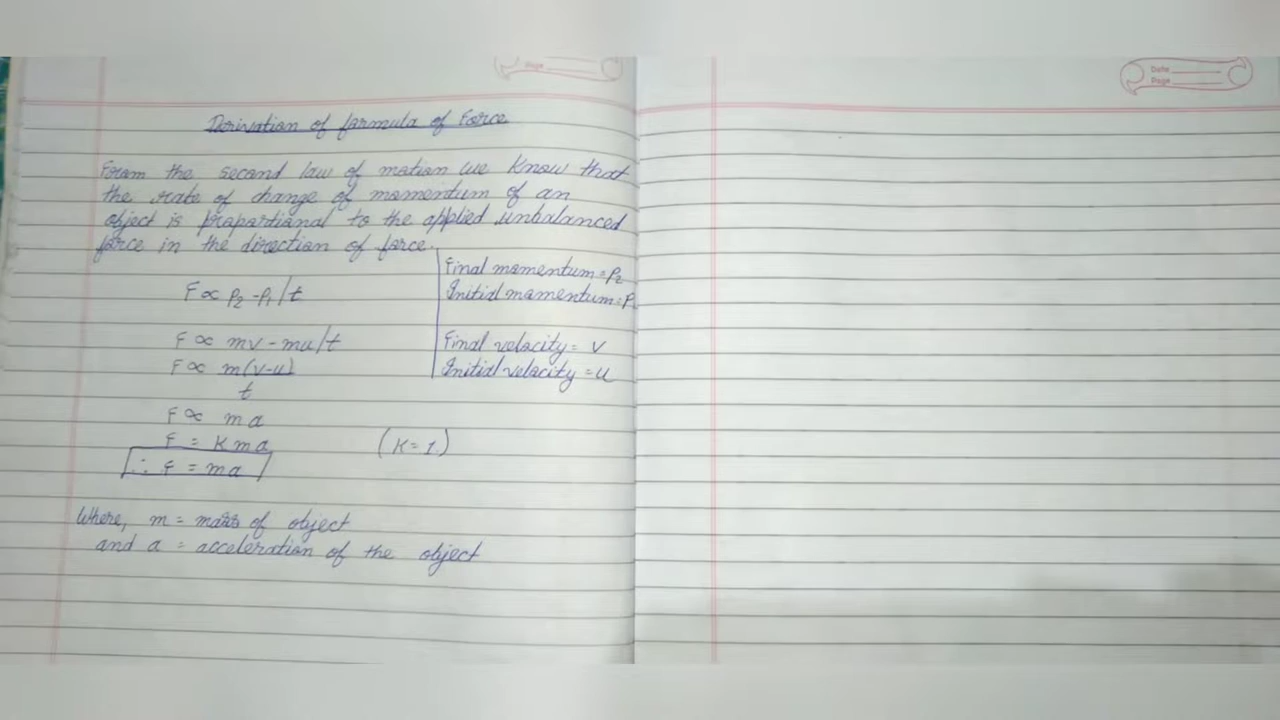 Page
Date
Page
Derivation of formula of Force
Foram the second law of motion we know that
the rate of change of momentum of an
object is propartional to the applied unbalanced
force in the direction of force.
Final momentum = P₂
Initial momentum = P
F ∝ P₂ - P₁/t
F ∝ mv - mu/t
Final velocity = v
F ∝ m(v-u)
Initial velocity = u
t
F ∝ ma
F = Kma (K=1.)
∴ F = ma
Where, m = mass of object
and a = acceleration of the object